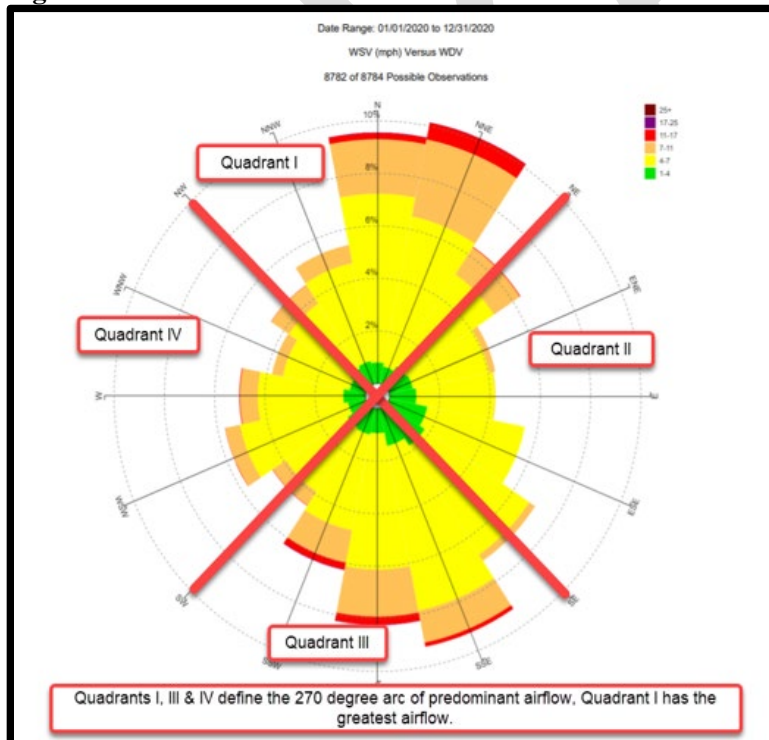 Date Range: 01/01/2020 to 12/31/2020
WSV (mph) Versus WDV
8782 of 8784 Possible Observations
N
10%
NNW
NNE
25+
17-25
11-17
7-11
4-7
1-4
Quadrant I
8%
NW
NE
6%
WNW
4%
ENE
Quadrant IV
2%
Quadrant II
W
E
WSW
ESE
SW
SE
Quadrant III
SSW
SSE
Quadrants I, III & IV define the 270 degree arc of predominant airflow, Quadrant I has the
greatest airflow.